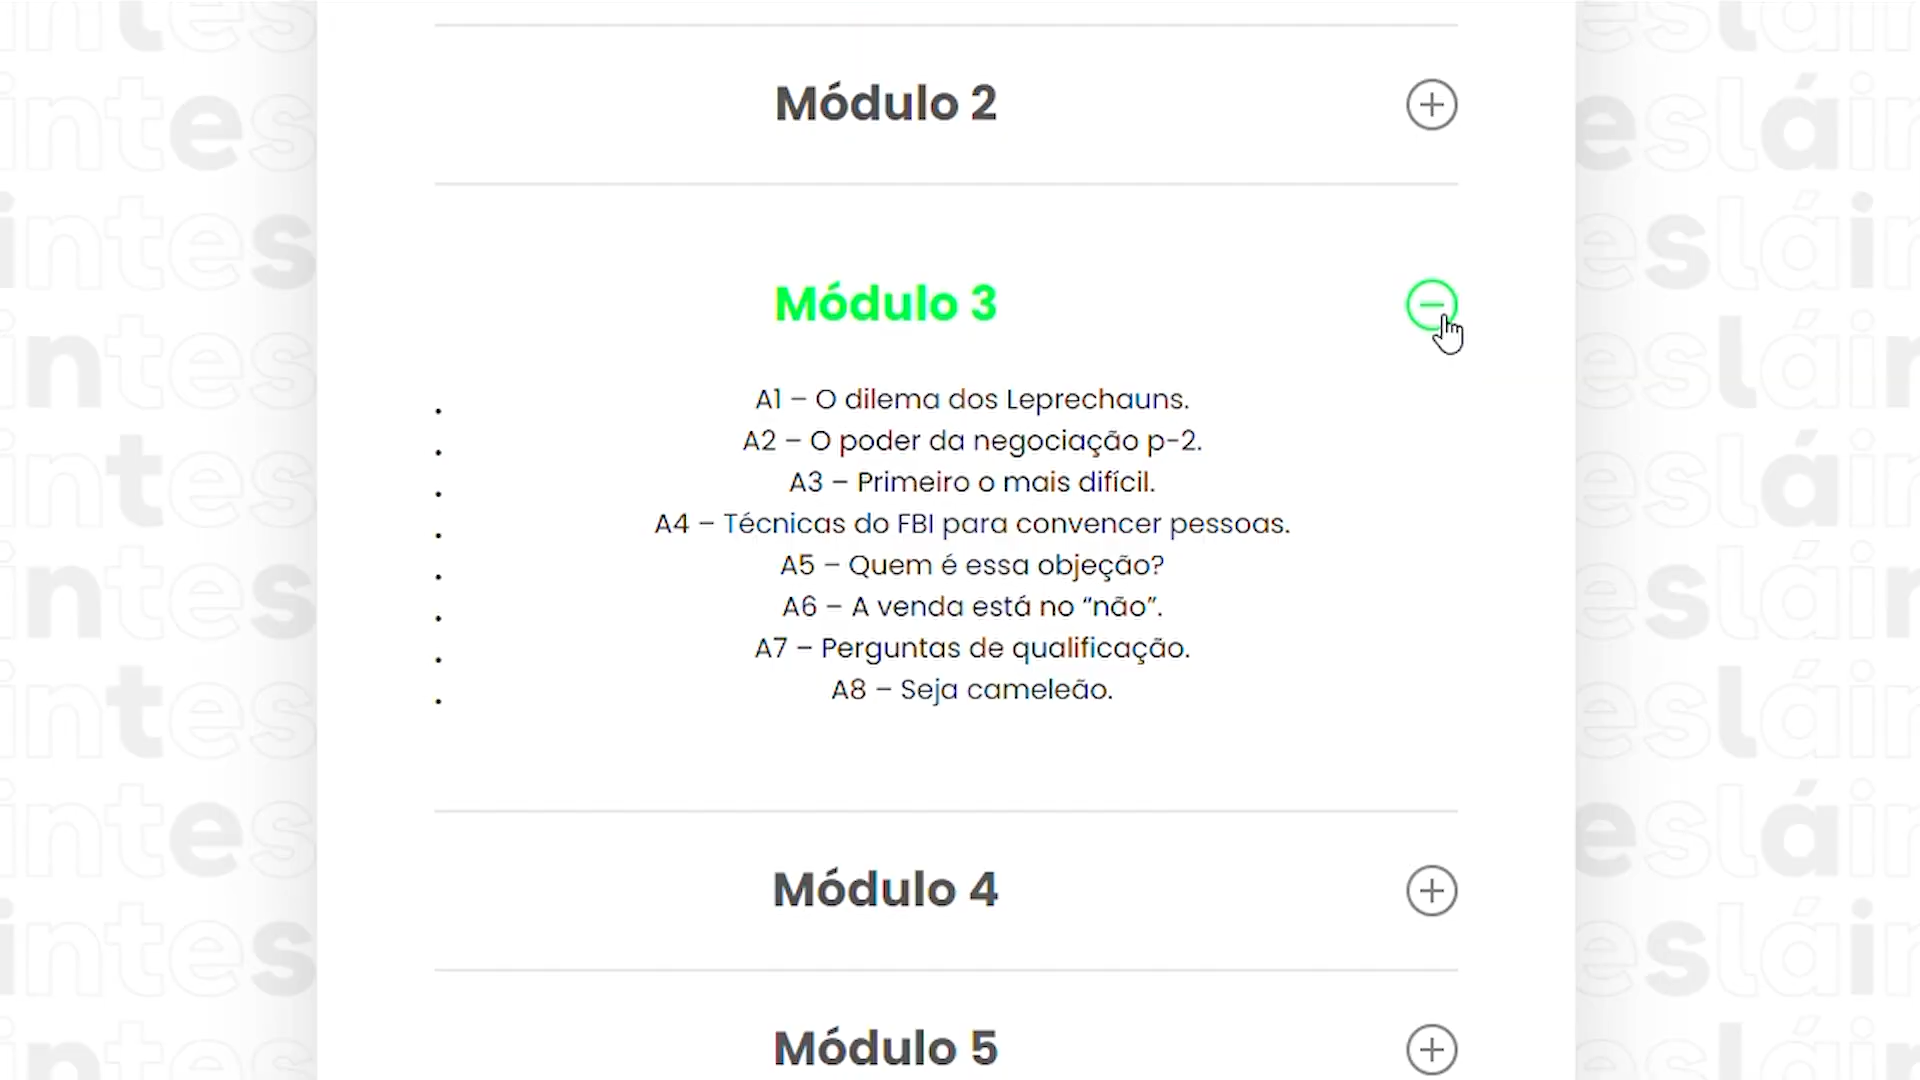 Módulo 2
Módulo 3
A1 – O dilema dos Leprechauns.
A2 – O poder da negociação p-2.
A3 – Primeiro o mais difícil.
A4 – Técnicas do FBI para convencer pessoas.
A5 – Quem é essa objeção?
A6 – A venda está no “não”.
A7 – Perguntas de qualificação.
A8 – Seja cameleão.
Módulo 4
Módulo 5